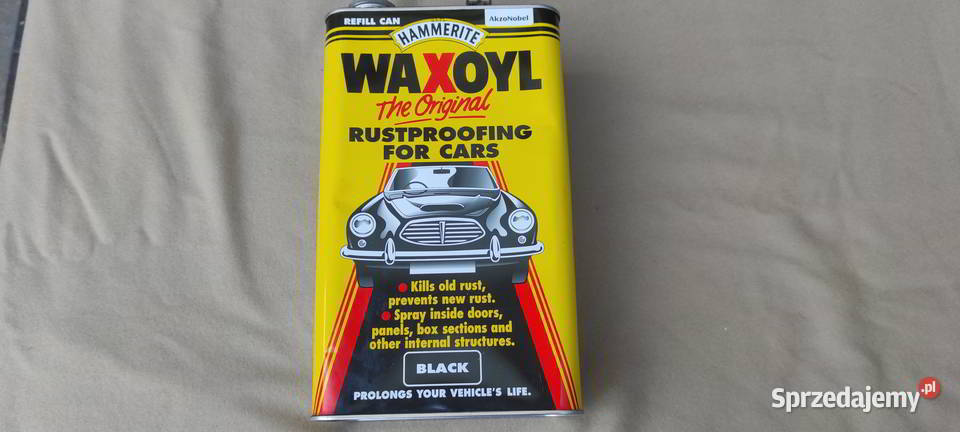 REFILL CAN
AkzoNobel
HAMMERITE
WAXOYL
The Original
RUSTPROOFING
FOR CARS
• Kills old rust,
prevents new rust.
• Spray inside doors,
panels, box sections and
other internal structures.
BLACK
PROLONGS YOUR VEHICLE'S LIFE.
Sprzedajemy.pl